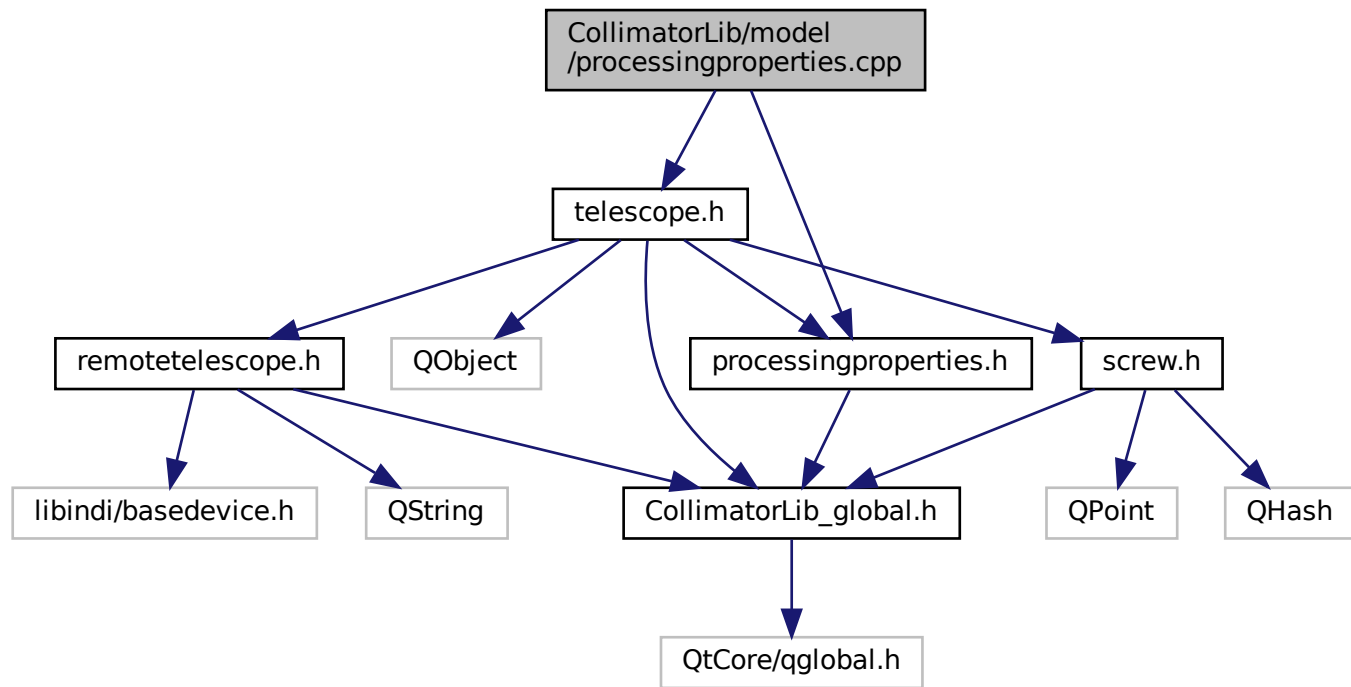 CollimatorLib/model
/processingproperties.cpp
telescope.h
remotetelescope.h
QObject
processingproperties.h
screw.h
libindi/basedevice.h
QString
CollimatorLib_global.h
QPoint
QHash
QtCore/qglobal.h